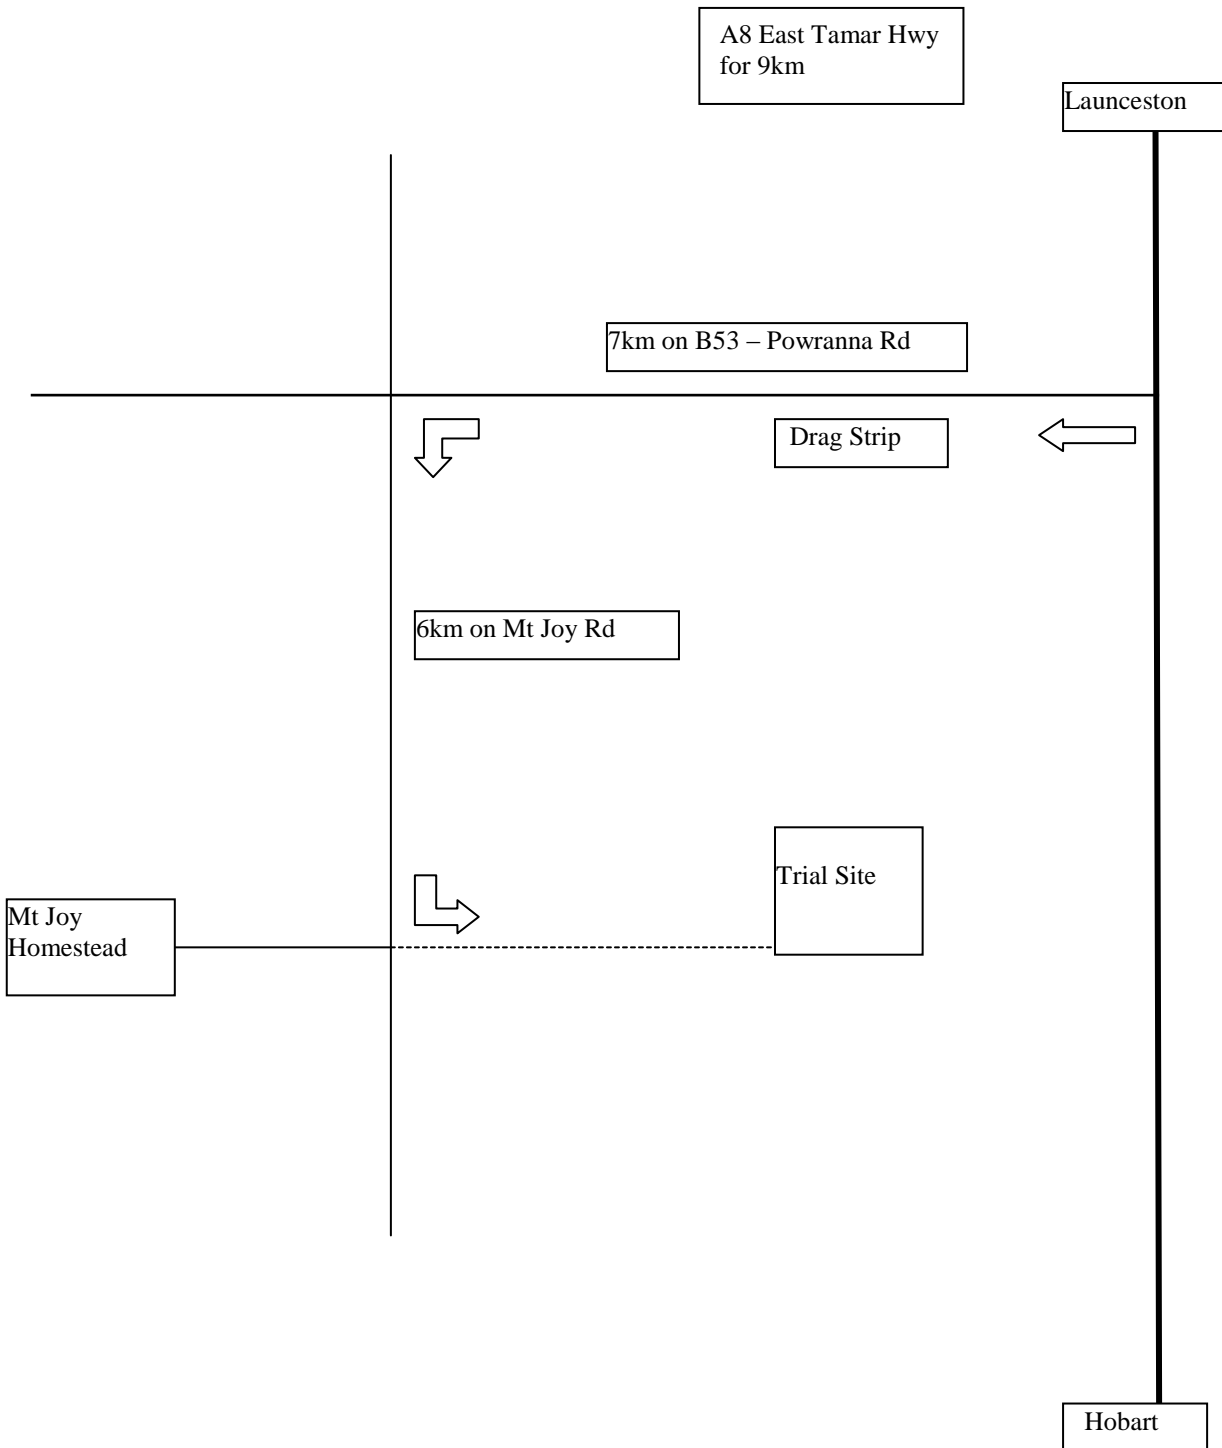 A8 East Tamar Hwy
for 9km
Launceston
7km on B53 – Powranna Rd
Drag Strip
6km on Mt Joy Rd
Trial Site
Mt Joy
Homestead
Hobart